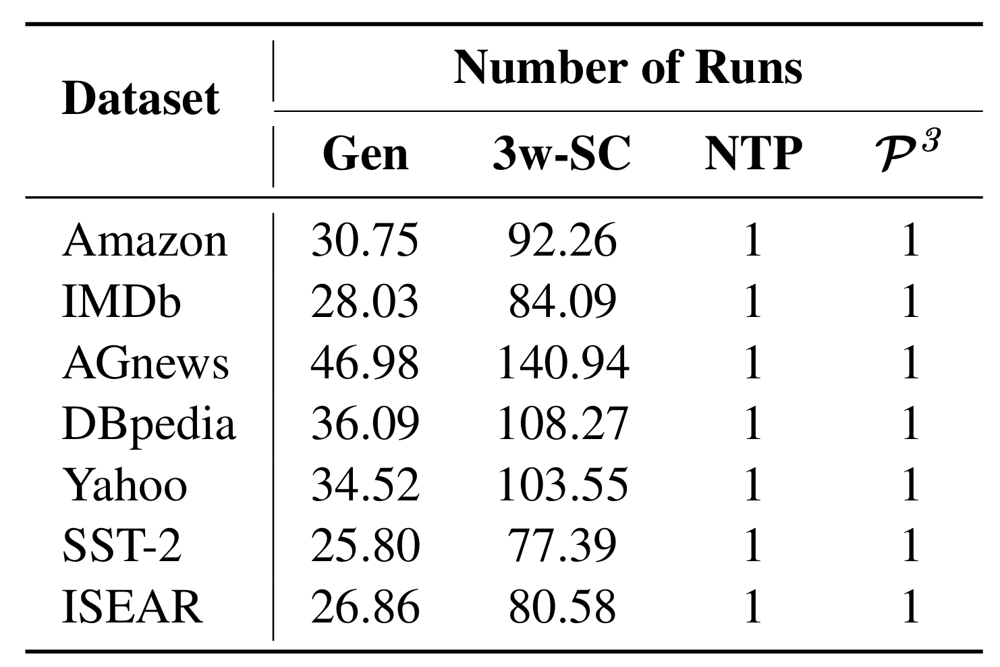 Dataset Number of Runs
Gen 3w-SC NTP 𝒫³
Amazon 30.75 92.26 1 1
IMDb 28.03 84.09 1 1
AGnews 46.98 140.94 1 1
DBpedia 36.09 108.27 1 1
Yahoo 34.52 103.55 1 1
SST-2 25.80 77.39 1 1
ISEAR 26.86 80.58 1 1